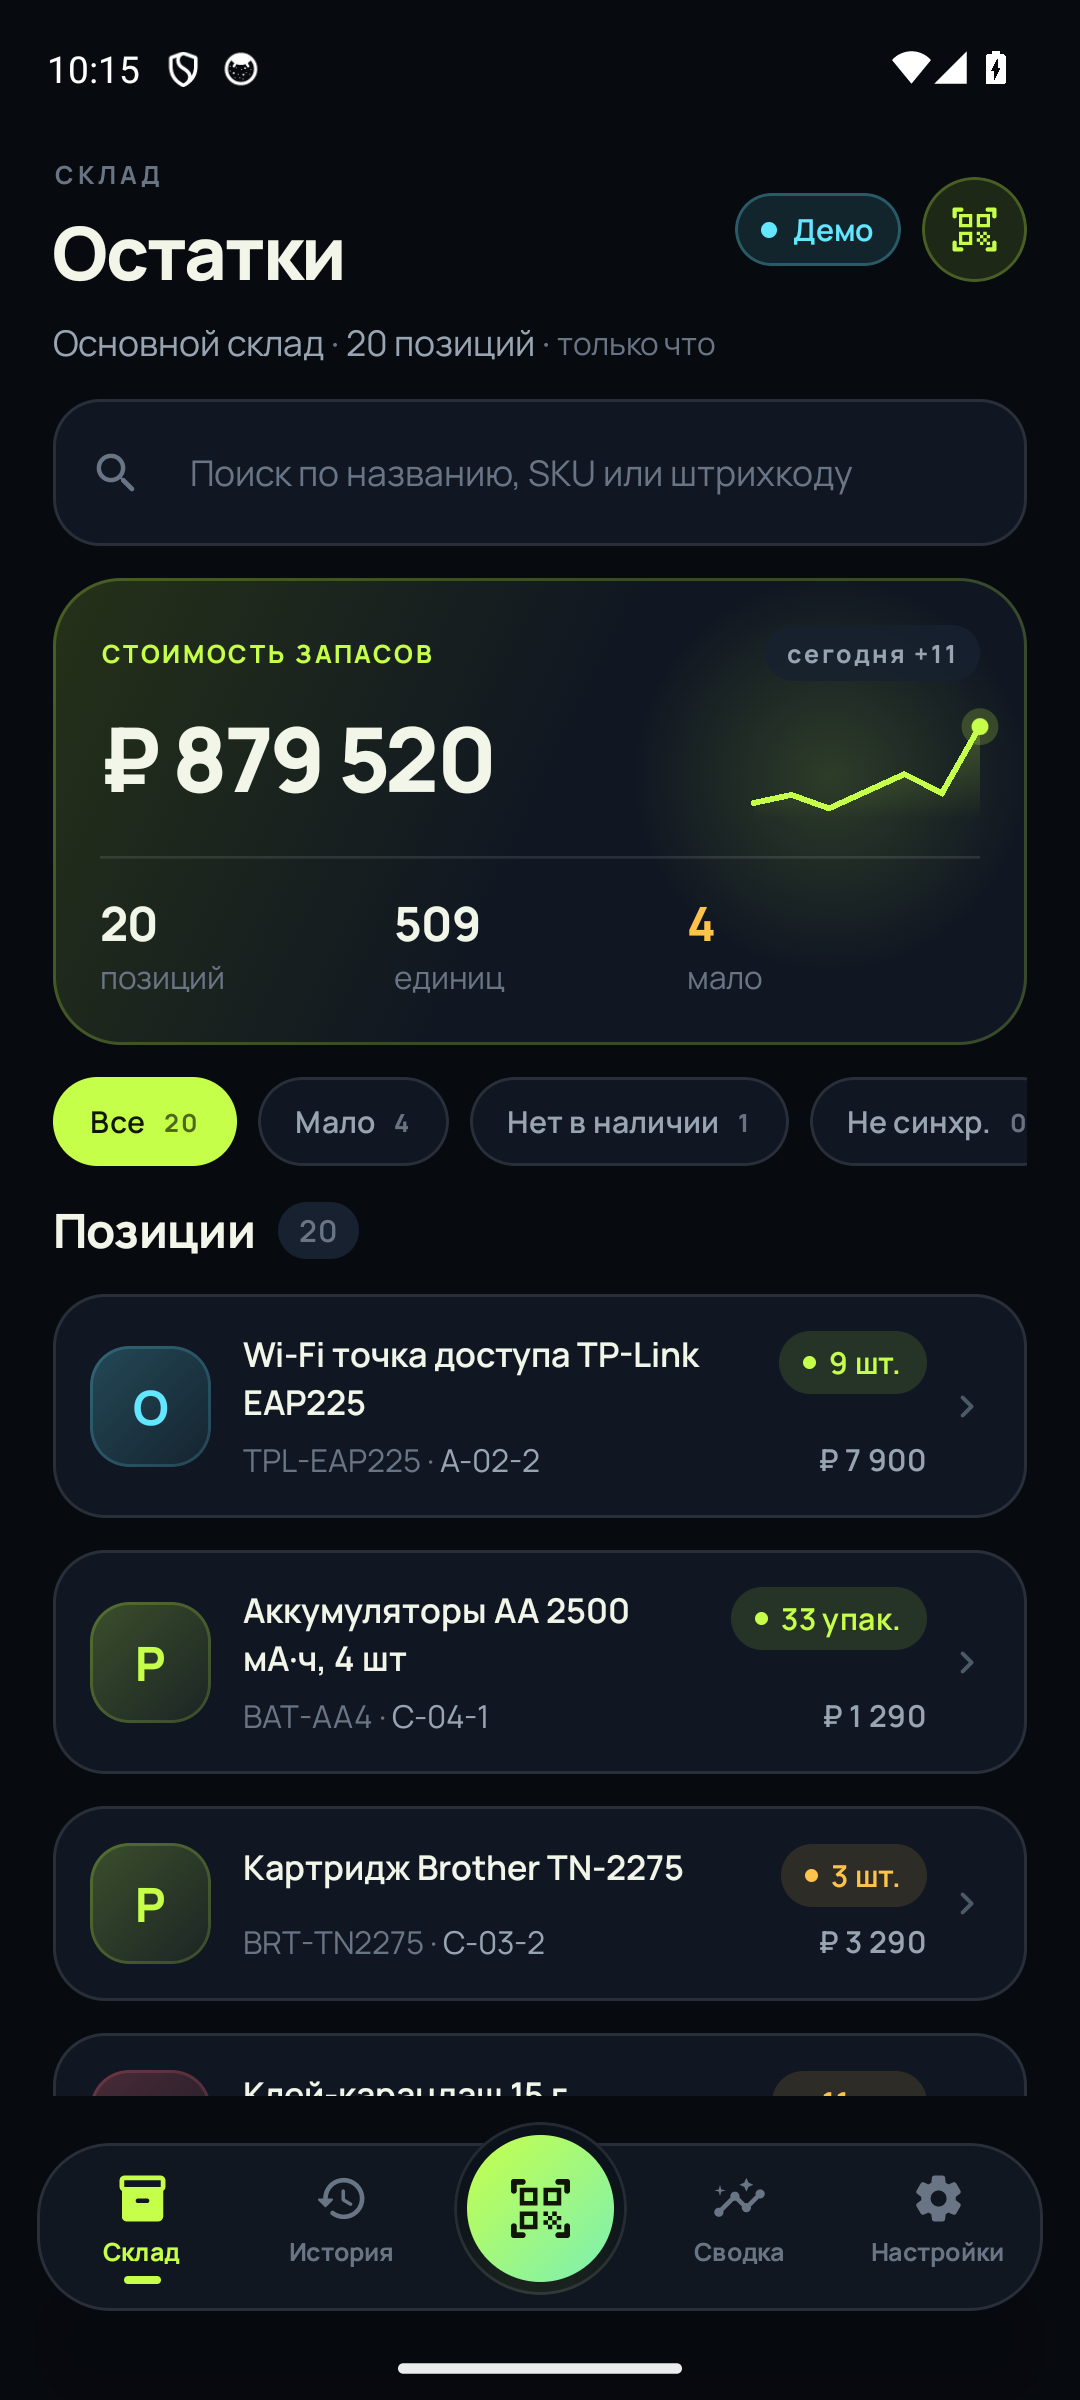 10:15
СКЛАД
Остатки
Демо
Основной склад · 20 позиций · только что
Поиск по названию, SKU или штрихкоду
СТОИМОСТЬ ЗАПАСОВ
сегодня +11
₽ 879 520
20
509
4
позиций
единиц
мало
Все 20
Мало 4
Нет в наличии 1
Не синхр. 0
Позиции 20
О
Wi-Fi точка доступа TP-Link
EAP225
9 шт.
TPL-EAP225 · A-02-2
₽ 7 900
Р
Аккумуляторы AA 2500
мА·ч, 4 шт
33 упак.
BAT-AA4 · C-04-1
₽ 1 290
Р
Картридж Brother TN-2275
3 шт.
BRT-TN2275 · C-03-2
₽ 3 290
Клей-карандаш 15 г
Склад
История
Сводка
Настройки